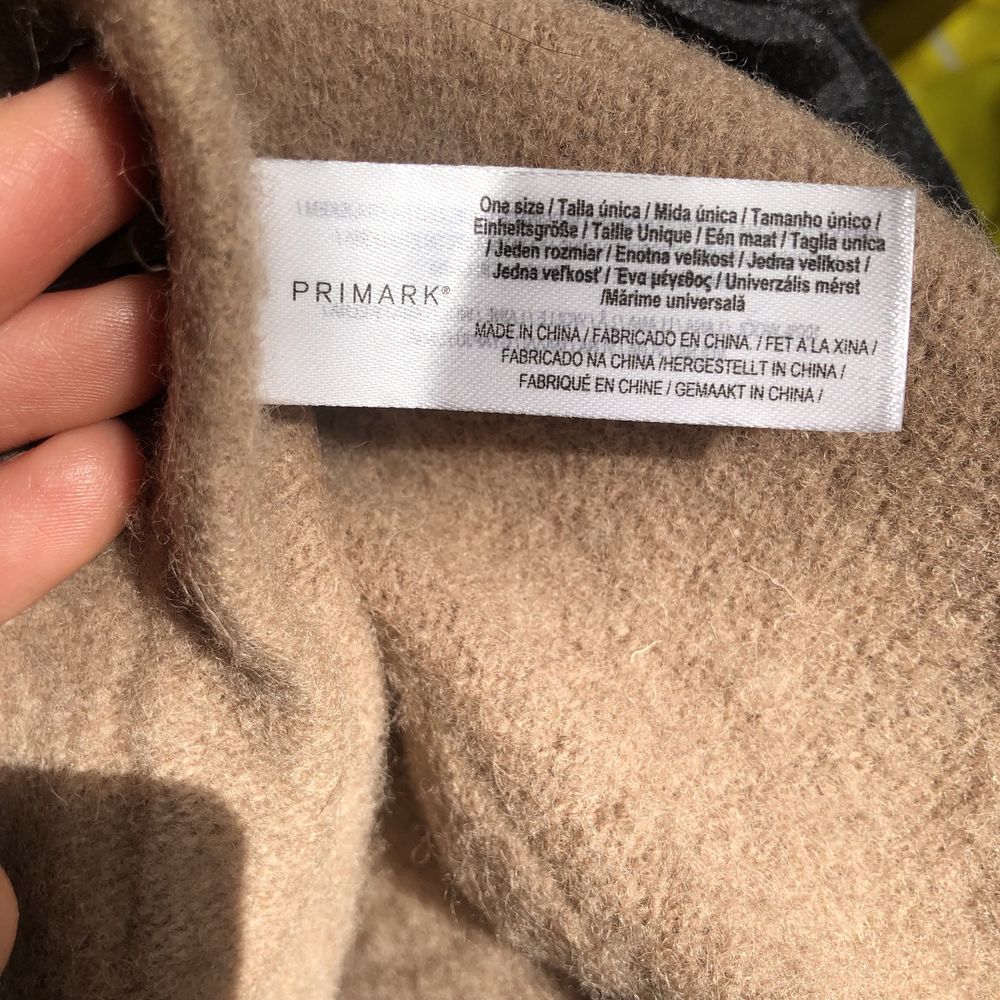 PRIMARK®
One size / Talla única / Mida única / Tamanho único /
Einheitsgröße / Taille Unique / Eén maat / Taglia unica
/ Jeden rozmiar / Enotna velikost / Jedna velikost /
Jedna veľkosť / Ένα μέγεθος / Univerzális méret
/Mărime universală
MADE IN CHINA / FABRICADO EN CHINA / FET A LA XINA /
FABRICADO NA CHINA /HERGESTELLT IN CHINA /
FABRIQUÉ EN CHINE / GEMAAKT IN CHINA /